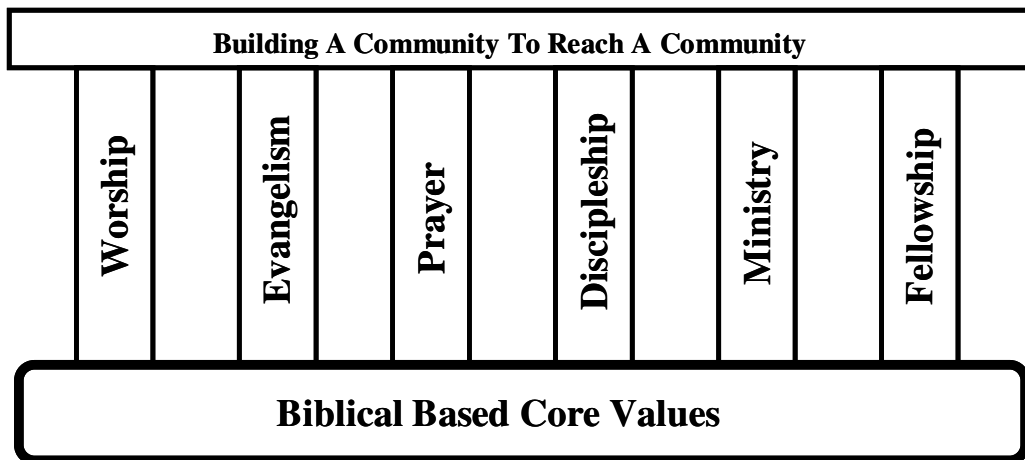 Building A Community To Reach A Community
Worship
Evangelism
Prayer
Discipleship
Ministry
Fellowship
Biblical Based Core Values